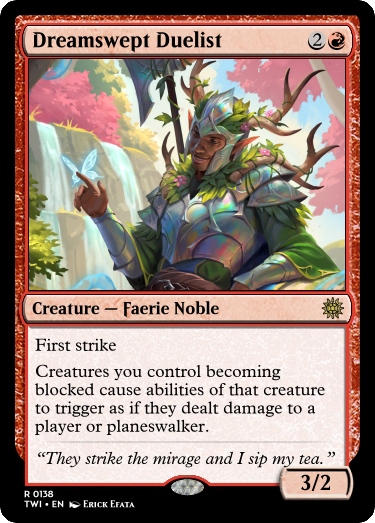 Dreamswept Duelist 2
Creature — Faerie Noble
First strike
Creatures you control becoming
blocked cause abilities of that creature
to trigger as if they dealt damage to a
player or planeswalker.
“They strike the mirage and I sip my tea.”
3/2
R 0138
TWI • EN Erick Efata